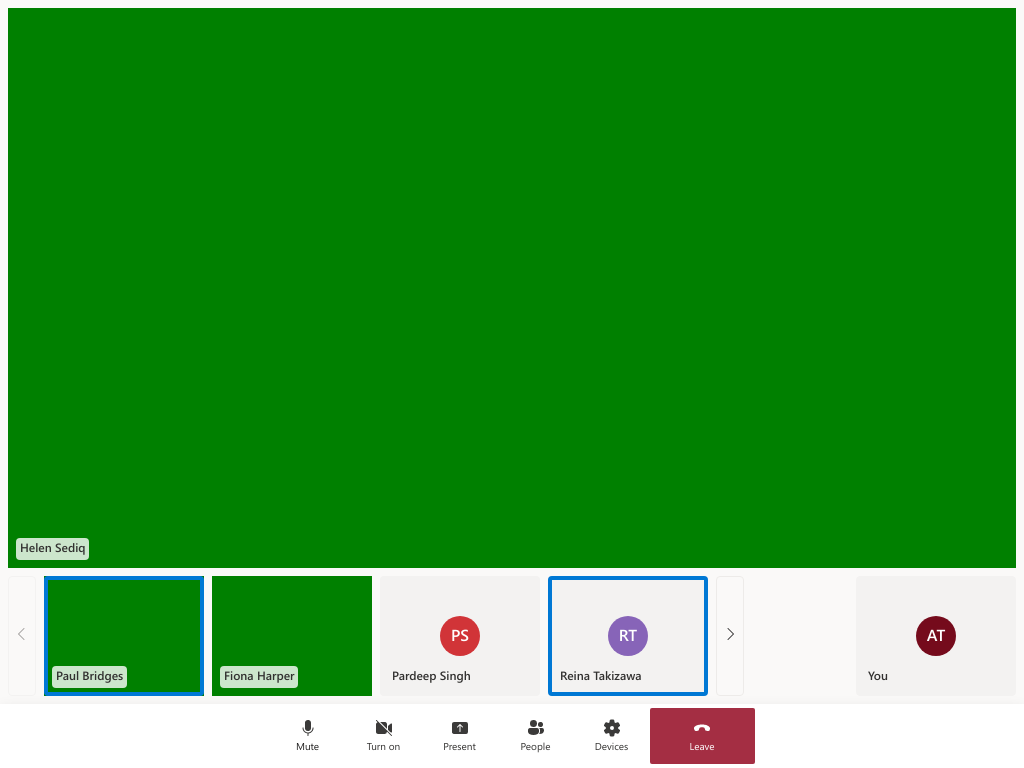 Helen Sediq
Paul Bridges
Fiona Harper
PS
Pardeep Singh
RT
Reina Takizawa
AT
You
Mute
Turn on
Present
People
Devices
Leave